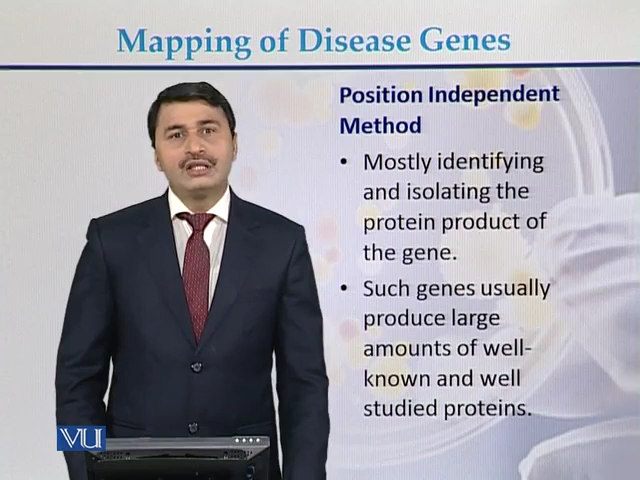 Mapping of Disease Genes
Position Independent
Method
• Mostly identifying
and isolating the
protein product of
the gene.
• Such genes usually
produce large
amounts of well-
known and well
studied proteins.
VU